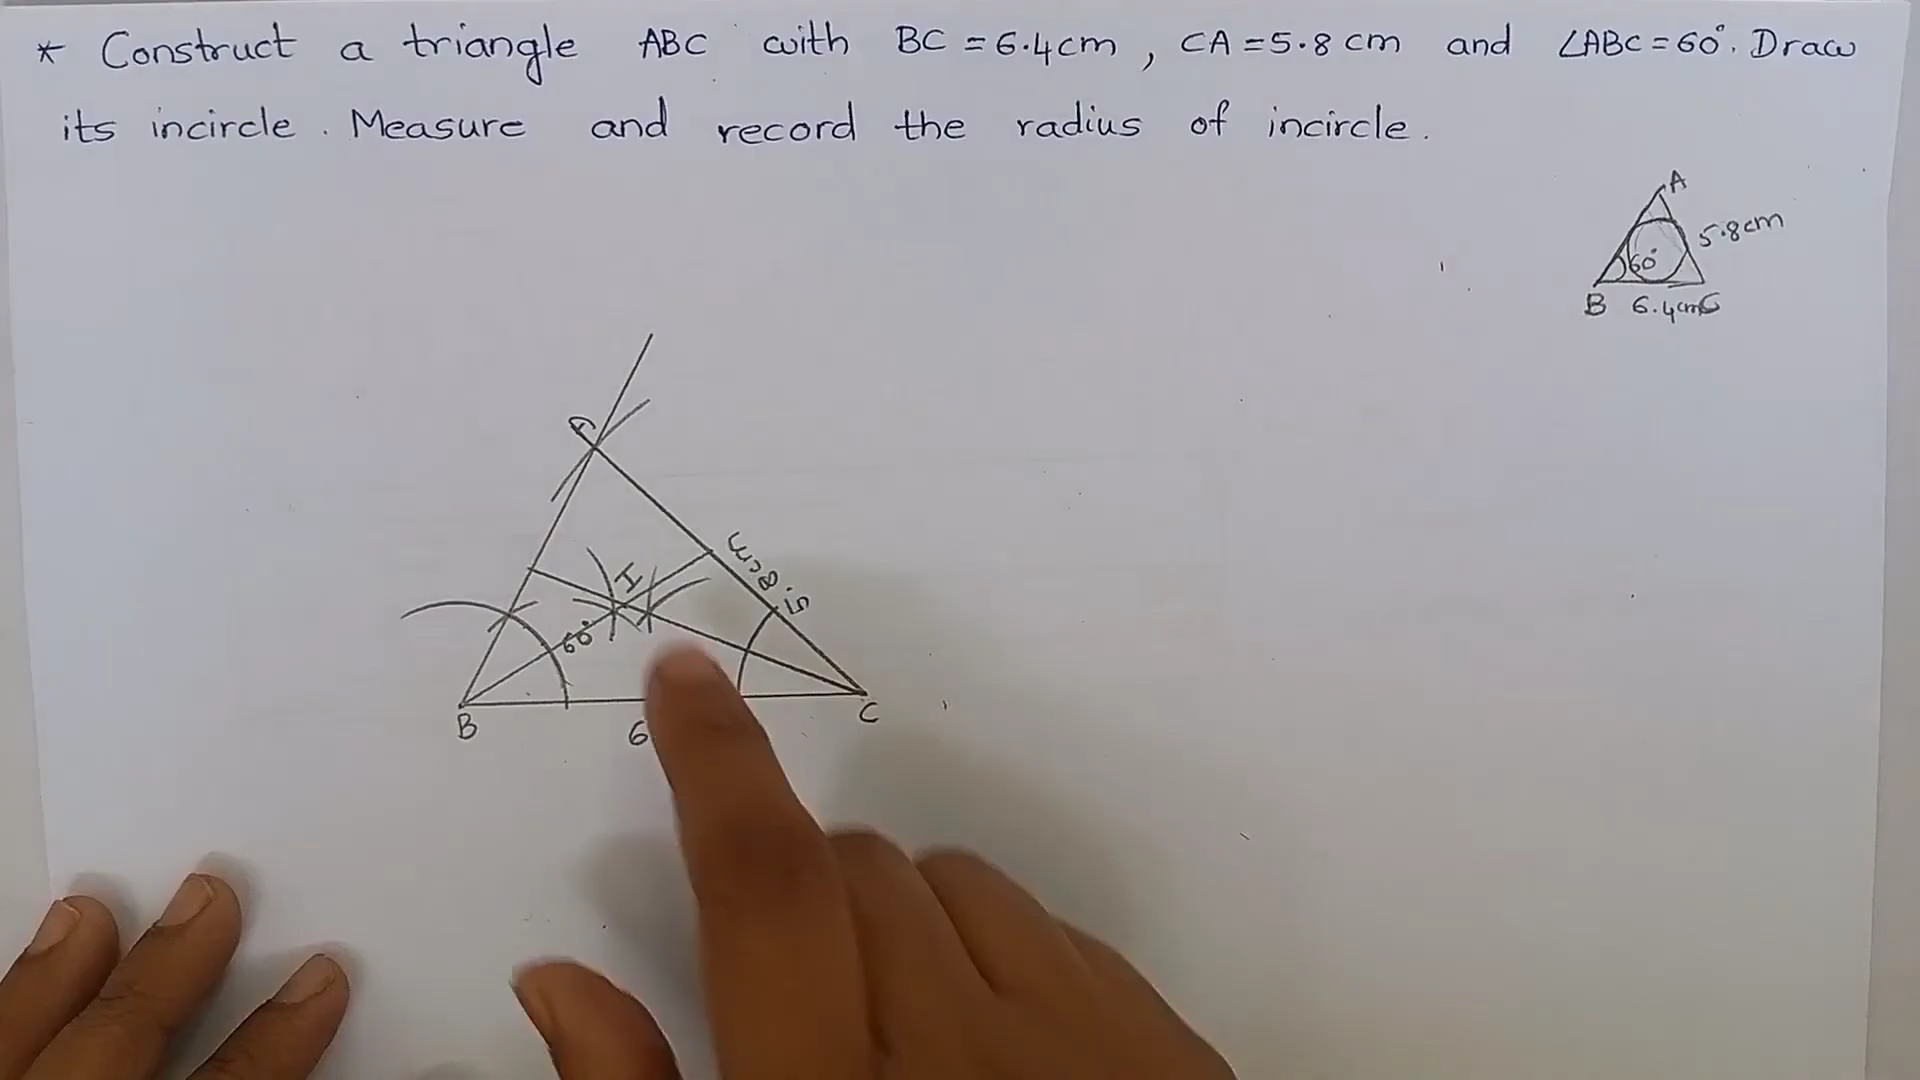 * Construct a triangle ABC with BC = 6.4cm, CA = 5.8 cm and ∠ABC = 60°. Draw
its incircle. Measure and record the radius of incircle.
A
5.8cm
60°
B 6.4cm C
A
5.8cm
I
60°
B C
6